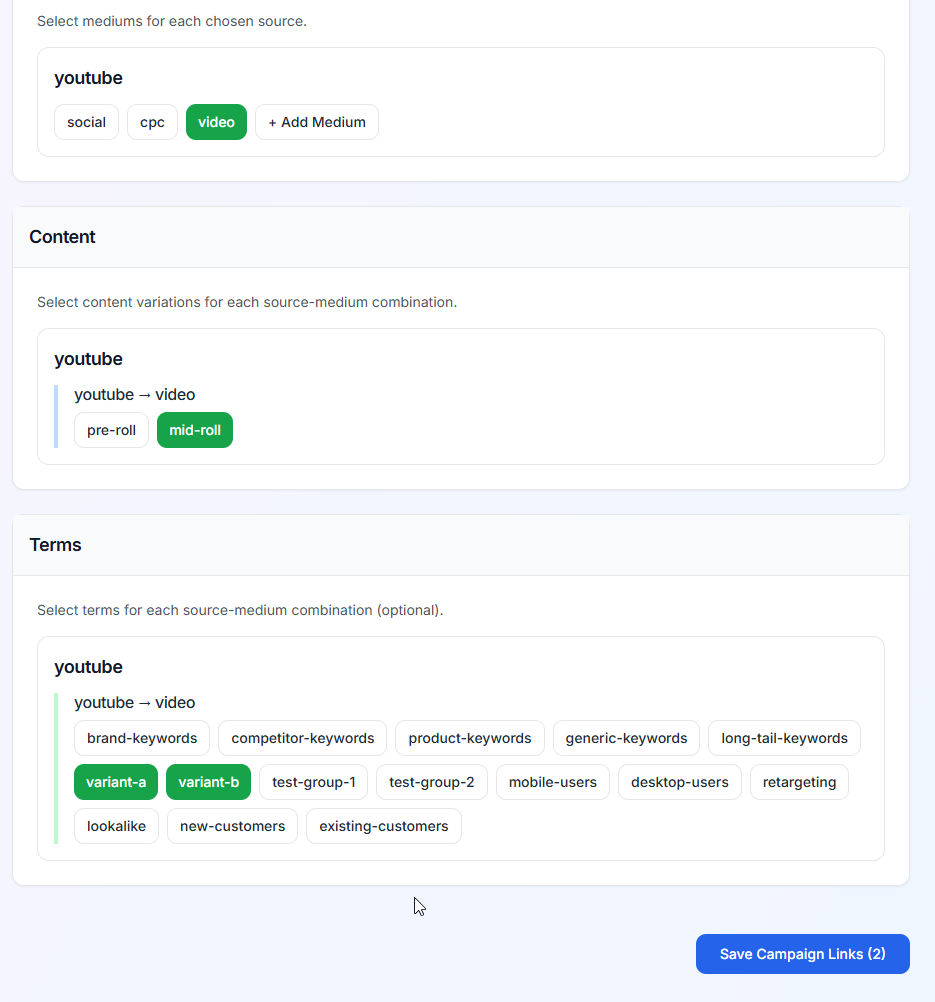 Select mediums for each chosen source.
youtube
social cpc video + Add Medium
Content
Select content variations for each source-medium combination.
youtube
youtube → video
pre-roll mid-roll
Terms
Select terms for each source-medium combination (optional).
youtube
youtube → video
brand-keywords competitor-keywords product-keywords generic-keywords long-tail-keywords
variant-a variant-b test-group-1 test-group-2 mobile-users desktop-users retargeting
lookalike new-customers existing-customers
Save Campaign Links (2)